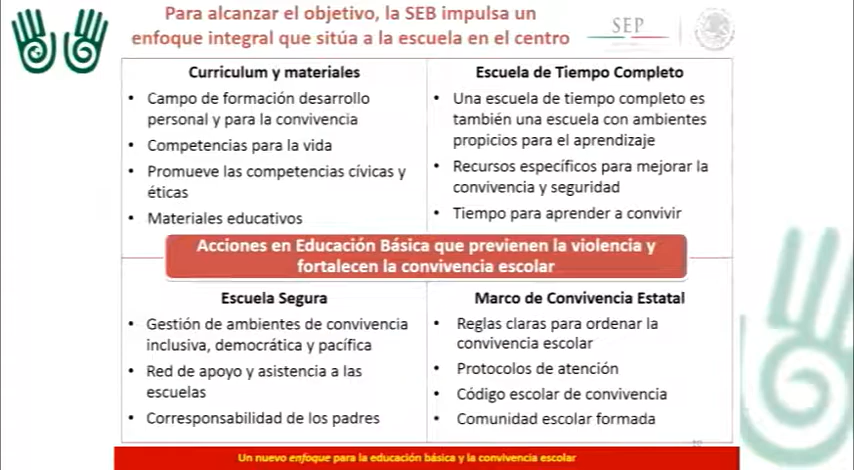 Para alcanzar el objetivo, la SEB impulsa un
enfoque integral que sitúa a la escuela en el centro
SEP
Curriculum y materiales
• Campo de formación desarrollo
personal y para la convivencia
• Competencias para la vida
• Promueve las competencias cívicas y
éticas
• Materiales educativos
Escuela de Tiempo Completo
• Una escuela de tiempo completo es
también una escuela con ambientes
propicios para el aprendizaje
• Recursos específicos para mejorar la
convivencia y seguridad
• Tiempo para aprender a convivir
Acciones en Educación Básica que previenen la violencia y
fortalecen la convivencia escolar
Escuela Segura
• Gestión de ambientes de convivencia
inclusiva, democrática y pacífica
• Red de apoyo y asistencia a las
escuelas
• Corresponsabilidad de los padres
Marco de Convivencia Estatal
• Reglas claras para ordenar la
convivencia escolar
• Protocolos de atención
• Código escolar de convivencia
• Comunidad escolar formada
Un nuevo enfoque para la educación básica y la convivencia escolar